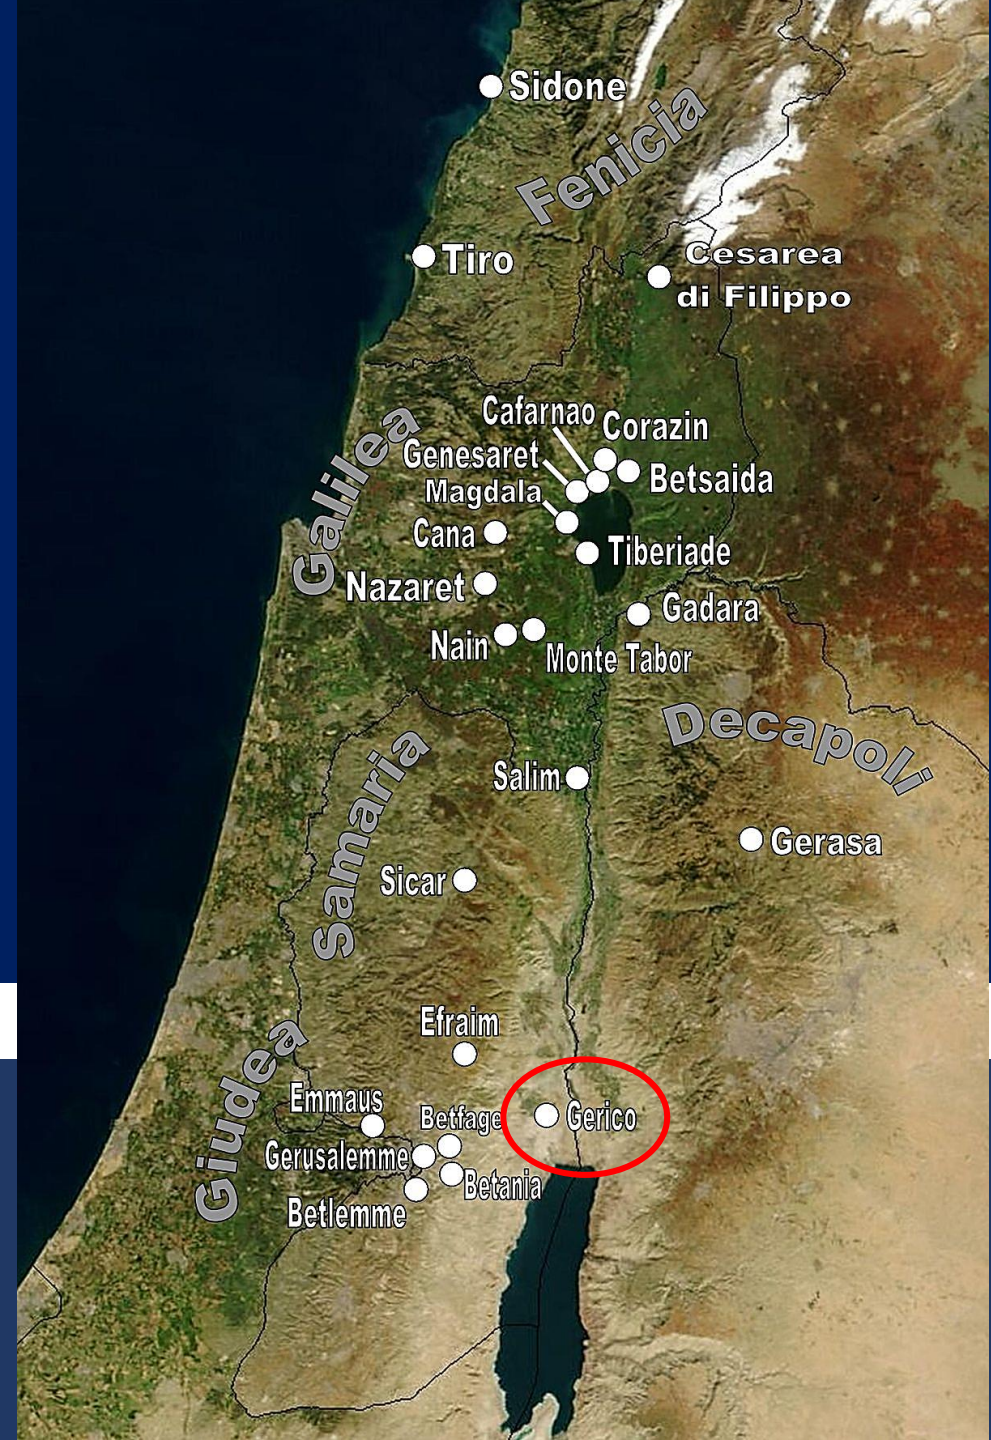 Sidone
Fenicia
Tiro
Cesarea
di Filippo
Cafarnao
Corazin
Genesaret
Betsaida
Magdala
Galilea
Cana
Tiberiade
Nazaret
Gadara
Nain
Monte Tabor
Decapoli
Samaria
Salim
Gerasa
Sicar
Efraim
Giudea
Emmaus
Betfage
Gerico
Gerusalemme
Betania
Betlemme